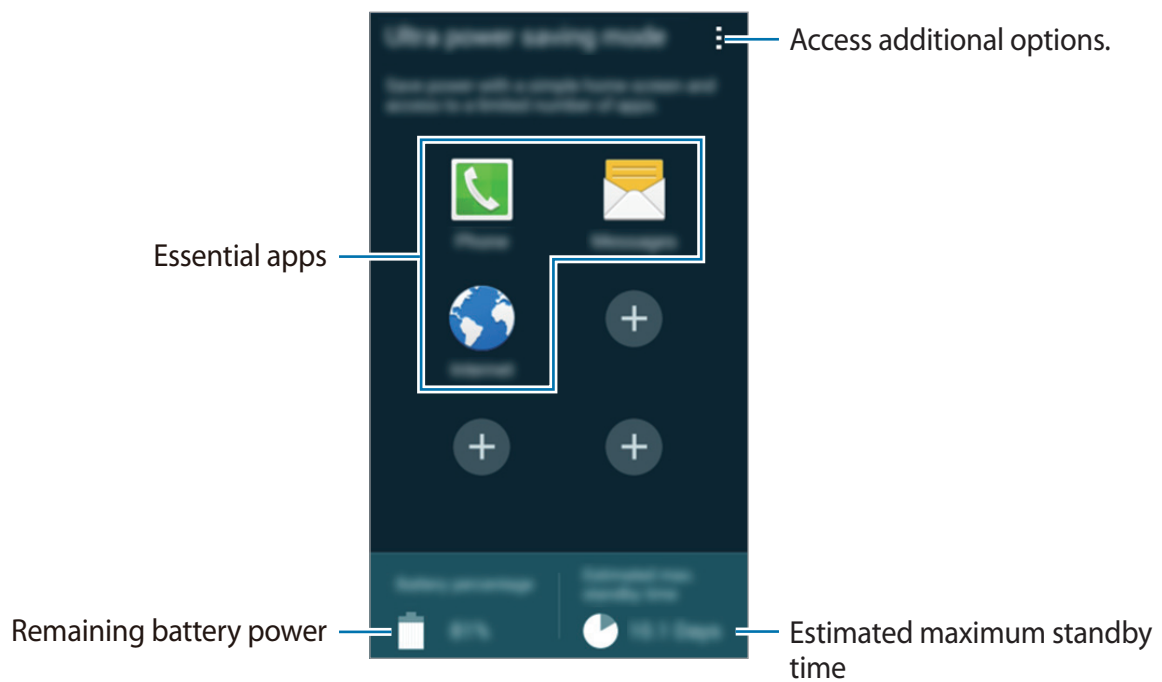 Ultra power saving mode
Access additional options.
Save power with a simple home screen and
access to a limited number of apps.
Essential apps
Phone
Messages
Internet
Battery percentage
Estimated max.
standby time
81%
10.1 Days
Remaining battery power
Estimated maximum standby
time